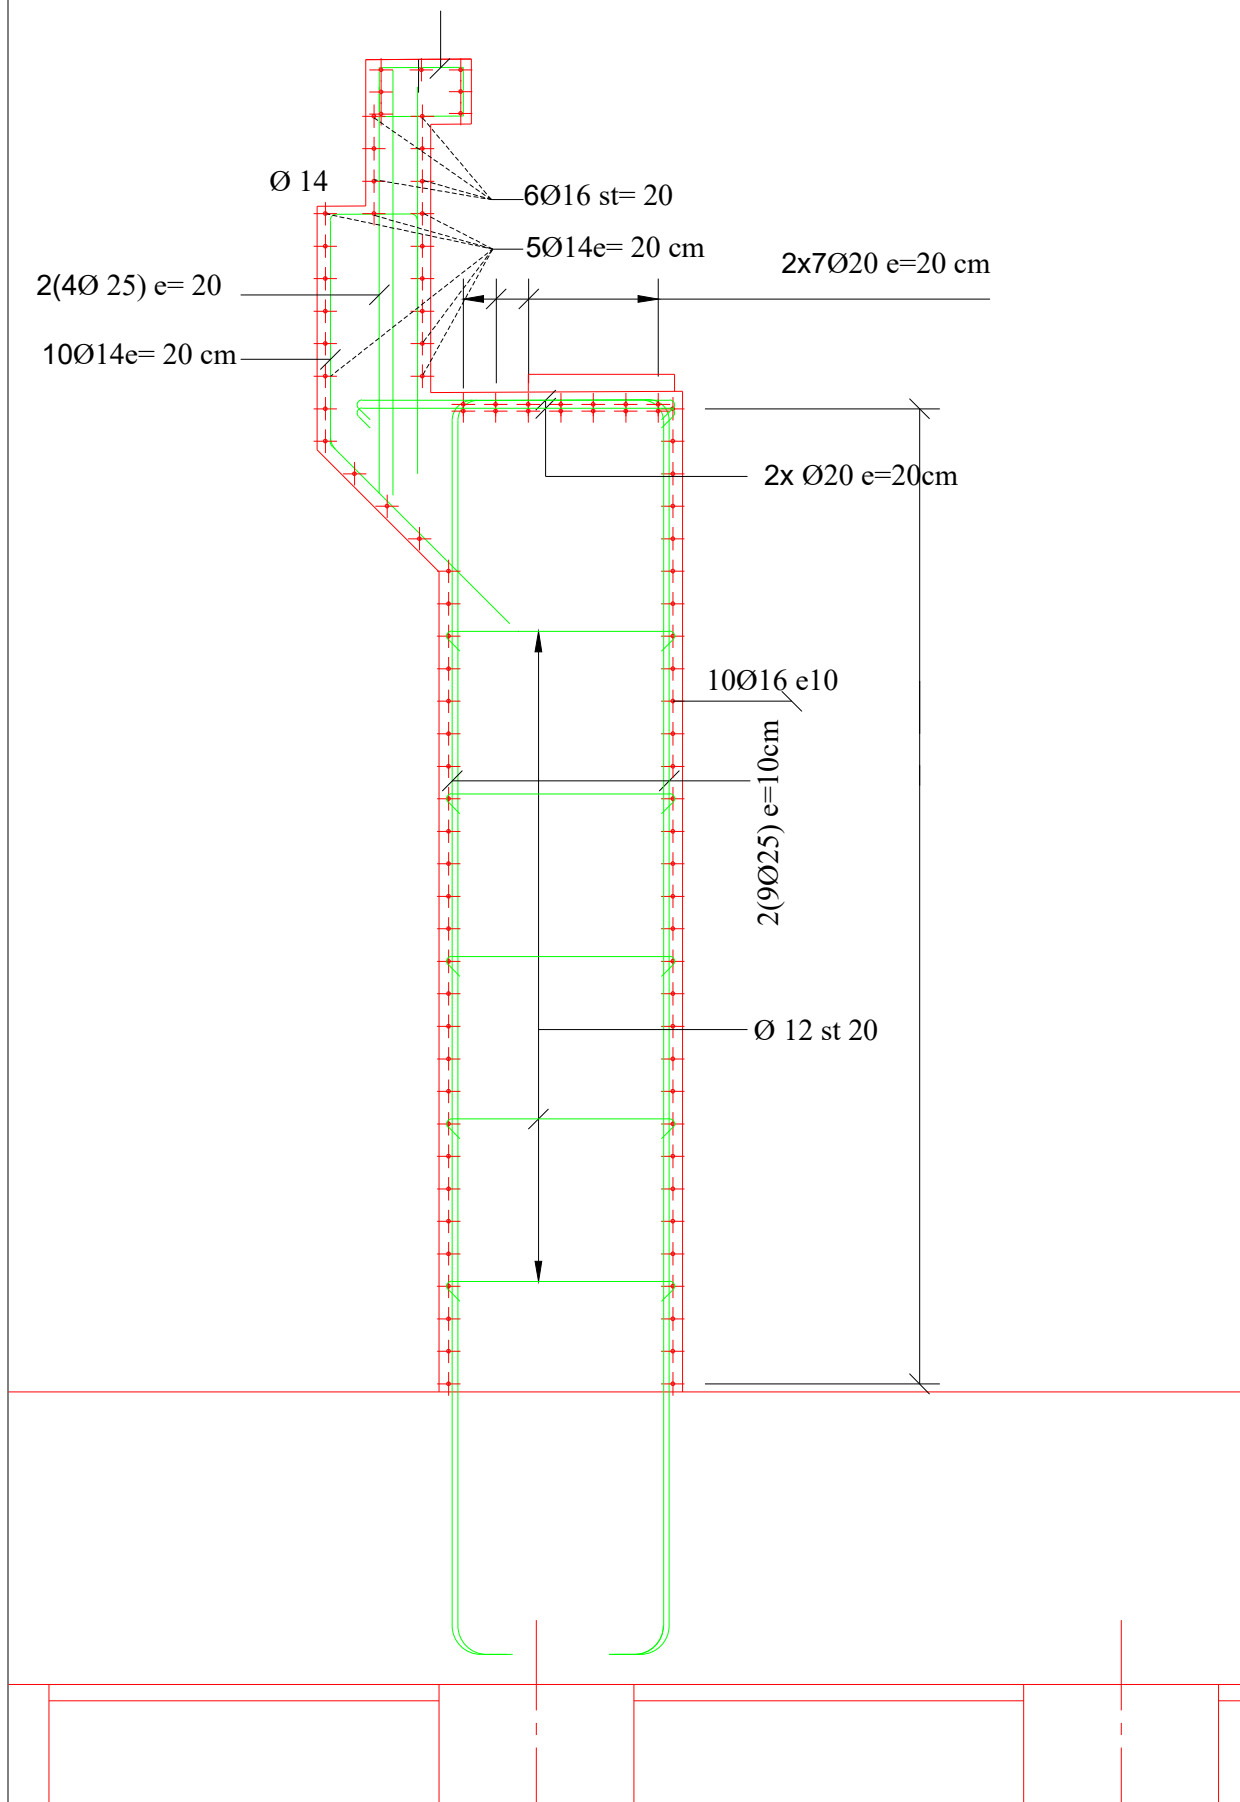 Ø 14
6Ø16 st= 20
5Ø14e= 20 cm
2x7Ø20 e=20 cm
2(4Ø 25) e= 20
10Ø14e= 20 cm
2x Ø20 e=20cm
10Ø16 e10
2(9Ø25) e=10cm
Ø 12 st 20